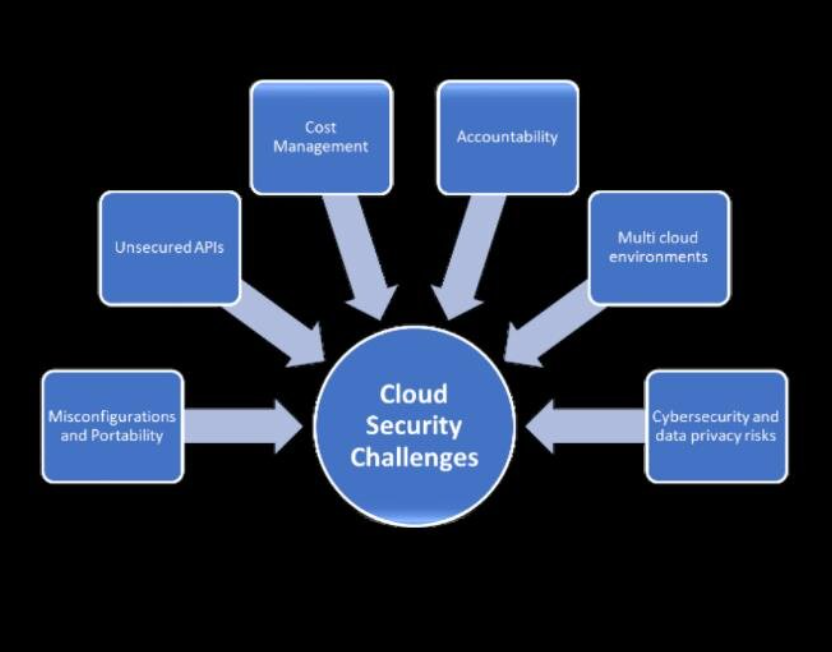 Cost
Management
Accountability
Unsecured APIs
Multi cloud
environments
Misconfigurations
and Portability
Cloud
Security
Challenges
Cybersecurity and
data privacy risks